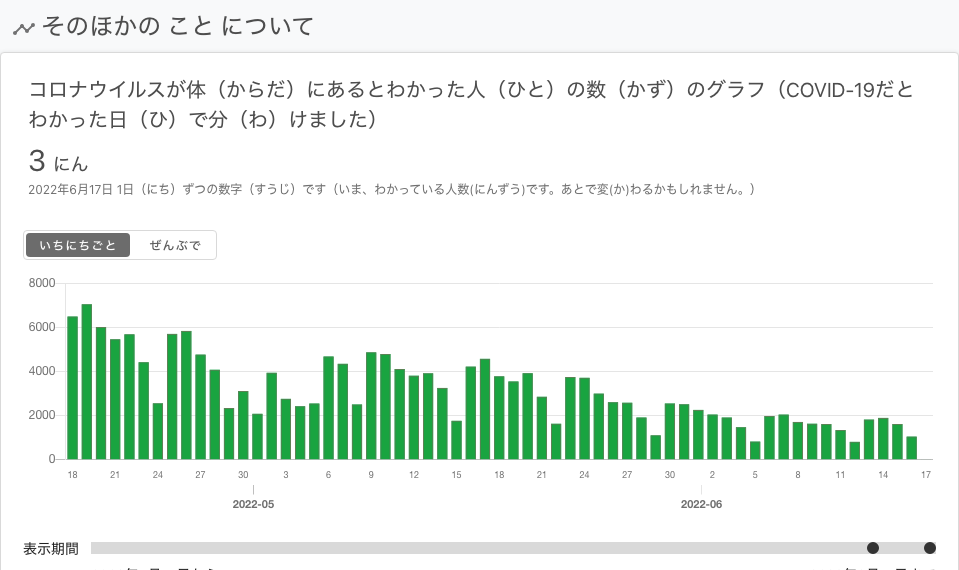 そのほかの こと について
コロナウイルスが体（からだ）にあるとわかった人（ひと）の数（かず）のグラフ（COVID-19だと
わかった日（ひ）で分（わ）けました）
3 にん
2022年6月17日 1日（にち）ずつの数字（すうじ）です（いま、わかっている人数(にんずう)です。あとで変(か)わるかもしれません。）
いちにちごと ぜんぶで
8000
6000
4000
2000
0
18 21 24 27 30 3 6 9 12 15 18 21 24 27 30 2 5 8 11 14 17
2022-05 2022-06
表示期間